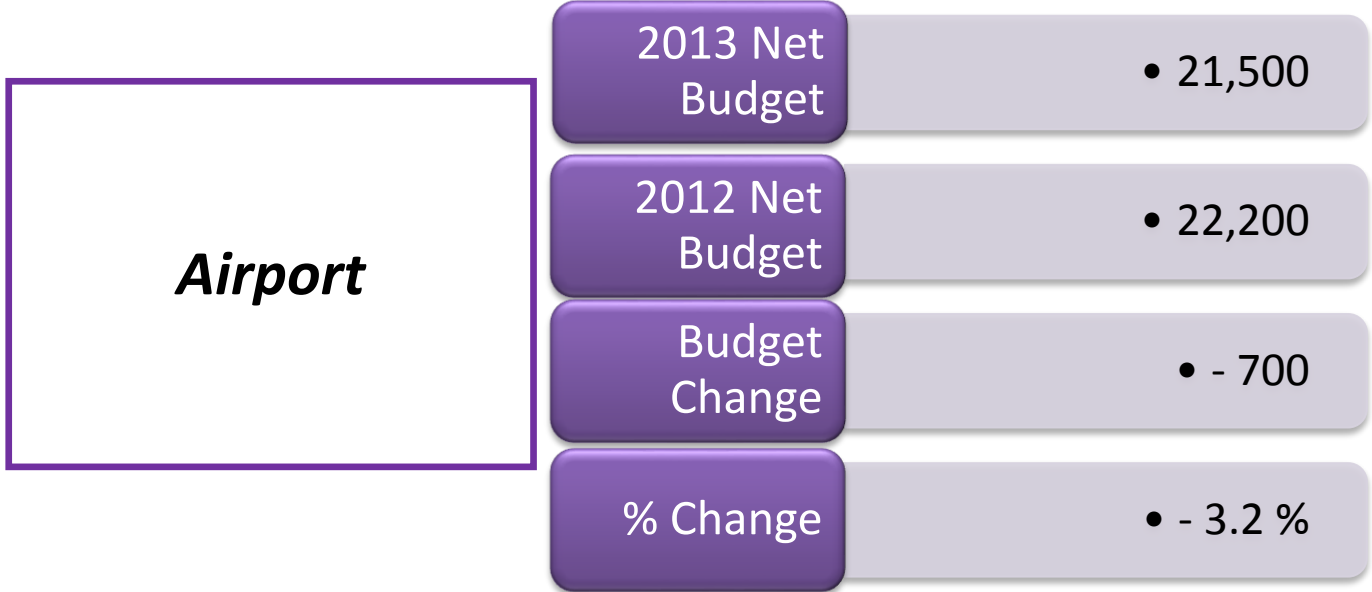 Airport
2013 Net
Budget
• 21,500
2012 Net
Budget
• 22,200
Budget
Change
• - 700
% Change
• - 3.2 %